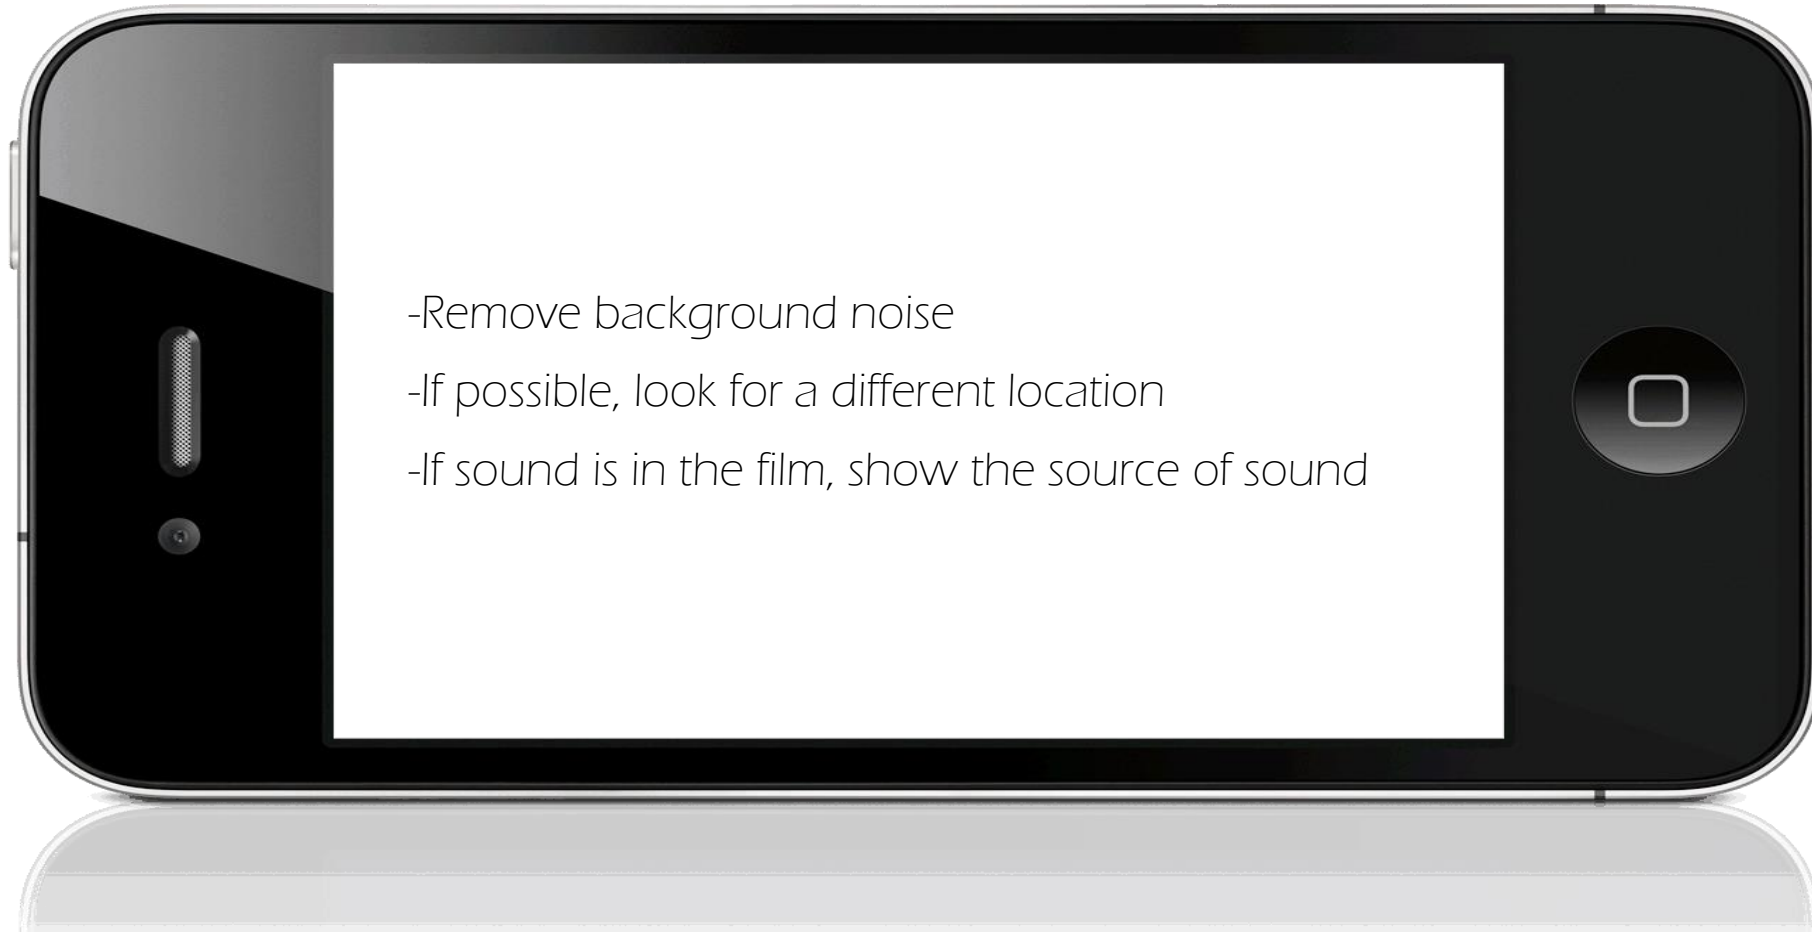 -Remove background noise
-If possible, look for a different location
-If sound is in the film, show the source of sound